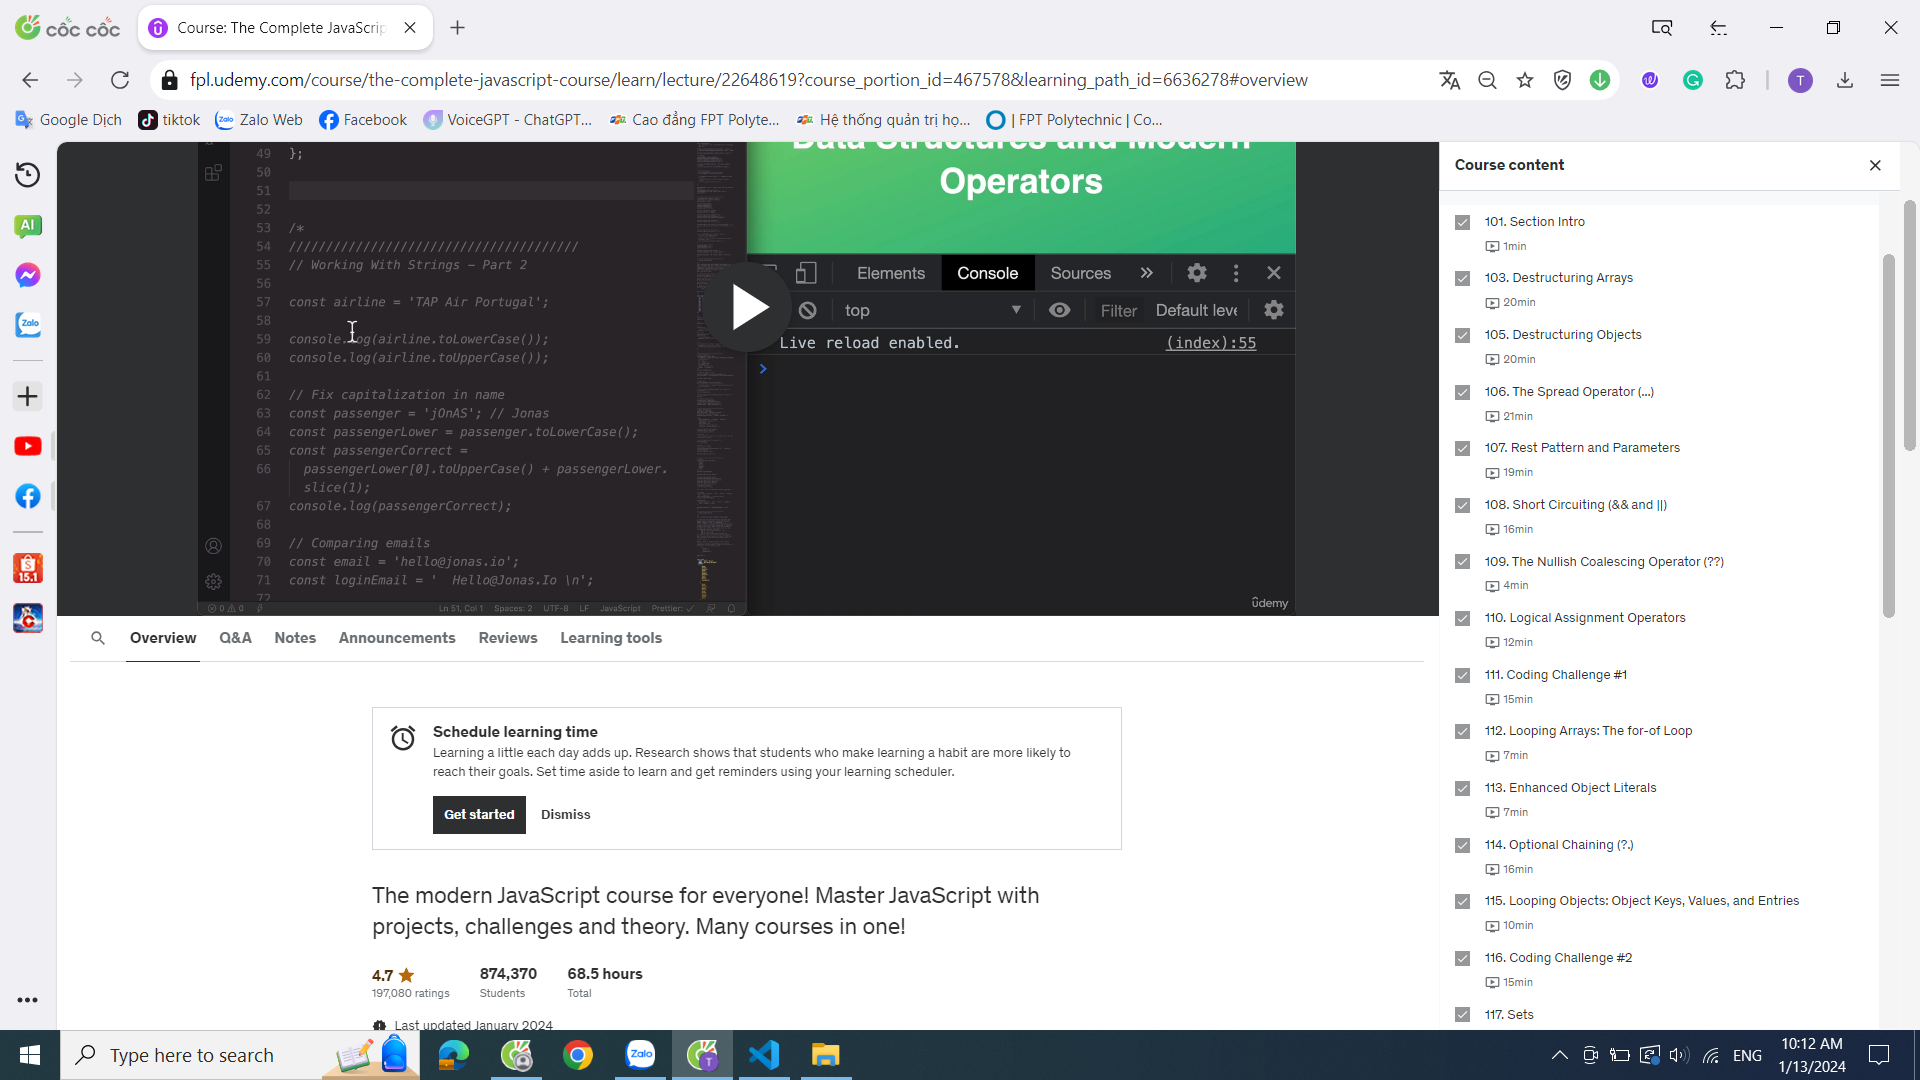 cốc cốc
Course: The Complete JavaScrip
fpl.udemy.com/course/the-complete-javascript-course/learn/lecture/22648619?course_portion_id=467578&learning_path_id=6636278#overview
T
Google Dịch
tiktok
Zalo Web
Facebook
VoiceGPT - ChatGPT...
Cao đẳng FPT Polyte...
Hệ thống quản trị họ...
| FPT Polytechnic | Co...
AI
Zalo
15.1
49 };
50
51
52
53 /*
54 ///////////////////////////////////////
55 // Working With Strings – Part 2
56
57 const airline = 'TAP Air Portugal';
58
59 console.log(airline.toLowerCase());
60 console.log(airline.toUpperCase());
61
62 // Fix capitalization in name
63 const passenger = 'jOnAS'; // Jonas
64 const passengerLower = passenger.toLowerCase();
65 const passengerCorrect =
66 passengerLower[0].toUpperCase() + passengerLower.
slice(1);
67 console.log(passengerCorrect);
68
69 // Comparing emails
70 const email = 'hello@jonas.io';
71 const loginEmail = '  Hello@Jonas.Io \n';
72
0 0
Ln 51, Col 1 Spaces: 2 UTF-8 LF JavaScript Prettier: ✓
Data Structures and Modern
Operators
Elements Console Sources »
top Filter Default leve
Live reload enabled. (index):55
>
ûdemy
Overview Q&A Notes Announcements Reviews Learning tools
Schedule learning time
Learning a little each day adds up. Research shows that students who make learning a habit are more likely to
reach their goals. Set time aside to learn and get reminders using your learning scheduler.
Get started Dismiss
The modern JavaScript course for everyone! Master JavaScript with
projects, challenges and theory. Many courses in one!
4.7 874,370 68.5 hours
197,080 ratings Students Total
Last updated January 2024
Course content
101. Section Intro
1min
103. Destructuring Arrays
20min
105. Destructuring Objects
20min
106. The Spread Operator (...)
21min
107. Rest Pattern and Parameters
19min
108. Short Circuiting (&& and ||)
16min
109. The Nullish Coalescing Operator (??)
4min
110. Logical Assignment Operators
12min
111. Coding Challenge #1
15min
112. Looping Arrays: The for-of Loop
7min
113. Enhanced Object Literals
7min
114. Optional Chaining (?.)
16min
115. Looping Objects: Object Keys, Values, and Entries
10min
116. Coding Challenge #2
15min
117. Sets
Type here to search
Zalo
T
ENG
10:12 AM
1/13/2024